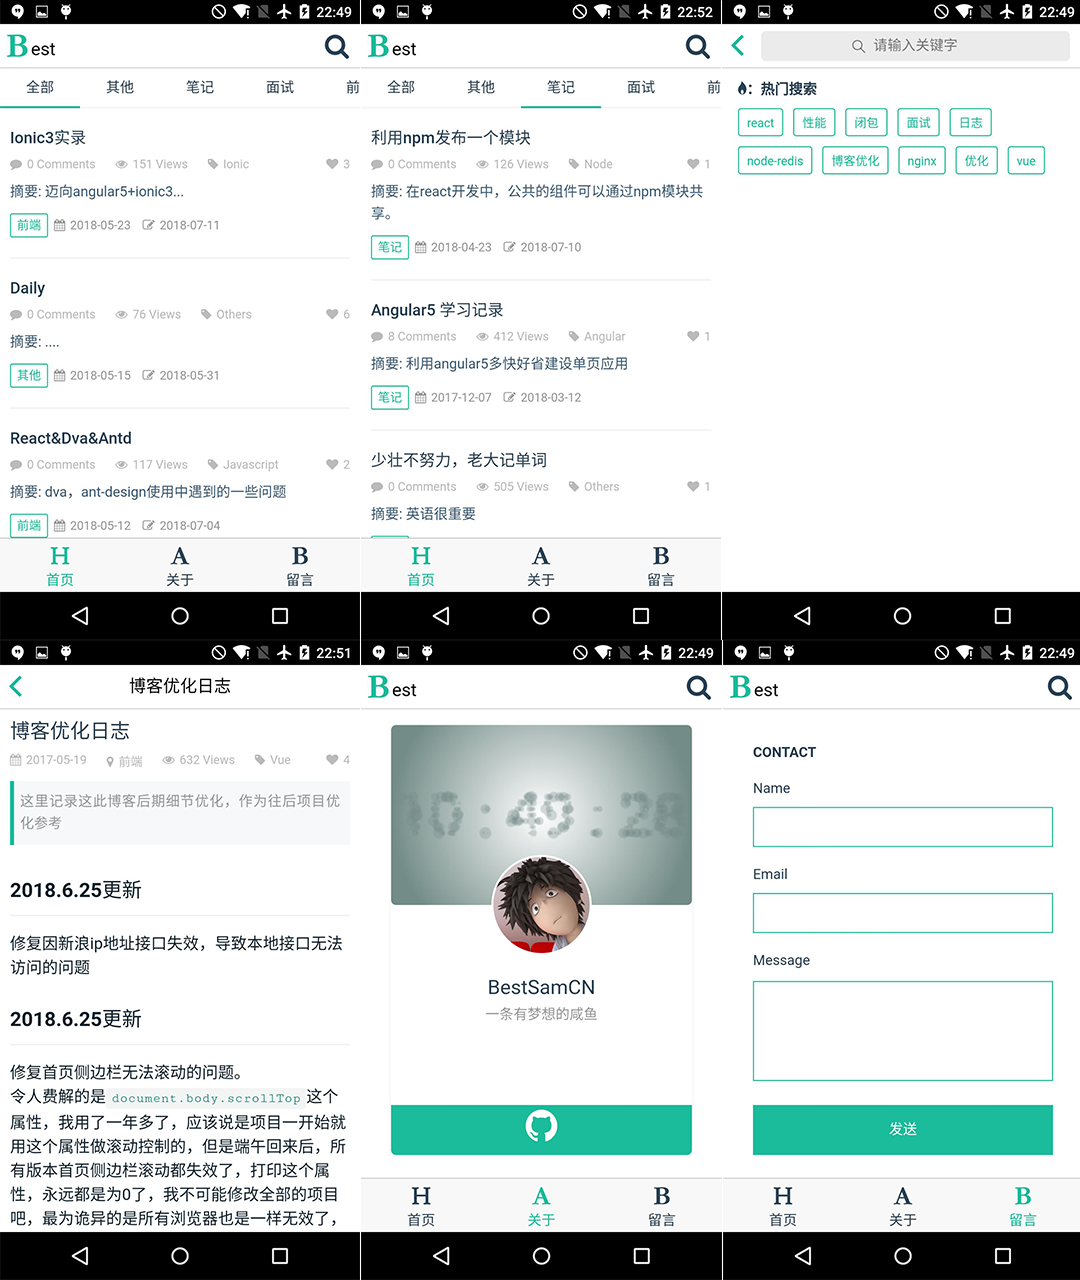 22:49
Best
全部 其他 笔记 面试 前
Ionic3实录
0 Comments 151 Views Ionic 3
摘要: 迈向angular5+ionic3...
前端 2018-05-23 2018-07-11
Daily
0 Comments 76 Views Others 6
摘要: ....
其他 2018-05-15 2018-05-31
React&Dva&Antd
0 Comments 117 Views Javascript 2
摘要: dva，ant-design使用中遇到的一些问题
前端 2018-05-12 2018-07-04
H A B
首页 关于 留言
22:52
Best
全部 其他 笔记 面试 前
利用npm发布一个模块
0 Comments 126 Views Node 1
摘要: 在react开发中，公共的组件可以通过npm模块共
享。
笔记 2018-04-23 2018-07-10
Angular5 学习记录
8 Comments 412 Views Angular 1
摘要: 利用angular5多快好省建设单页应用
笔记 2017-12-07 2018-03-12
少壮不努力，老大记单词
0 Comments 505 Views Others 1
摘要: 英语很重要
H A B
首页 关于 留言
22:49
请输入关键字
: 热门搜索
react 性能 闭包 面试 日志
node-redis 博客优化 nginx 优化 vue
22:51
博客优化日志
博客优化日志
2017-05-19 前端 632 Views Vue 4
这里记录这此博客后期细节优化，作为往后项目优
化参考
2018.6.25更新
修复因新浪ip地址接口失效，导致本地接口无法
访问的问题
2018.6.25更新
修复首页侧边栏无法滚动的问题。
令人费解的是 document.body.scrollTop 这个
属性，我用了一年多了，应该说是项目一开始就
用这个属性做滚动控制的，但是端午回来后，所
有版本首页侧边栏滚动都失效了，打印这个属
性，永远都是为0了，我不可能修改全部的项目
吧，最为诡异的是所有浏览器也是一样无效了，
22:49
Best
10:49:28
BestSamCN
一条有梦想的咸鱼
H A B
首页 关于 留言
22:49
Best
CONTACT
Name
Email
Message
发送
H A B
首页 关于 留言